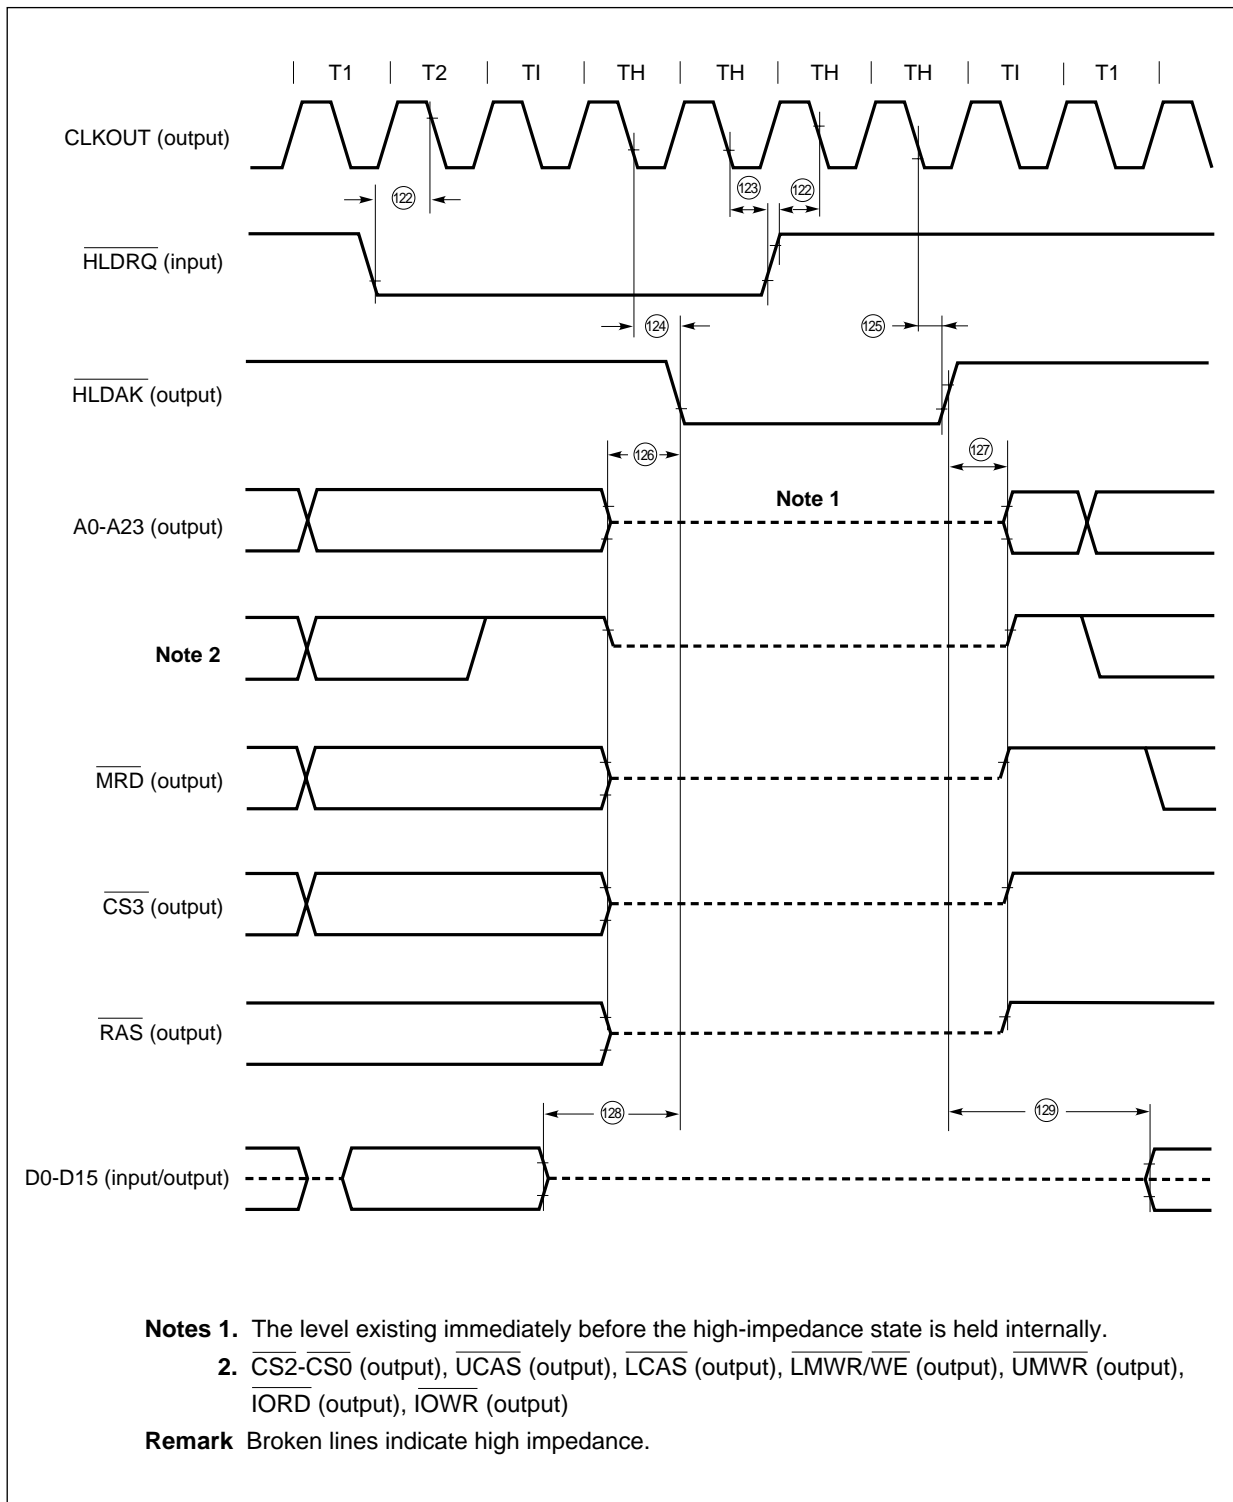 T1 T2 TI TH TH TH TH TI T1
CLKOUT (output)
122 123 122
HLDRQ (input)
124 125
HLDAK (output)
126 127
A0-A23 (output) Note 1
Note 2
MRD (output)
CS3 (output)
RAS (output)
128 129
D0-D15 (input/output)
Notes 1. The level existing immediately before the high-impedance state is held internally.
2. CS2-CS0 (output), UCAS (output), LCAS (output), LMWR/WE (output), UMWR (output),
IORD (output), IOWR (output)
Remark Broken lines indicate high impedance.